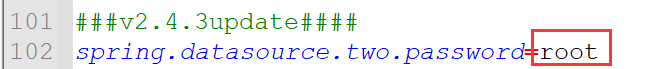 101 ###v2.4.3update####
102 spring.datasource.two.password=root